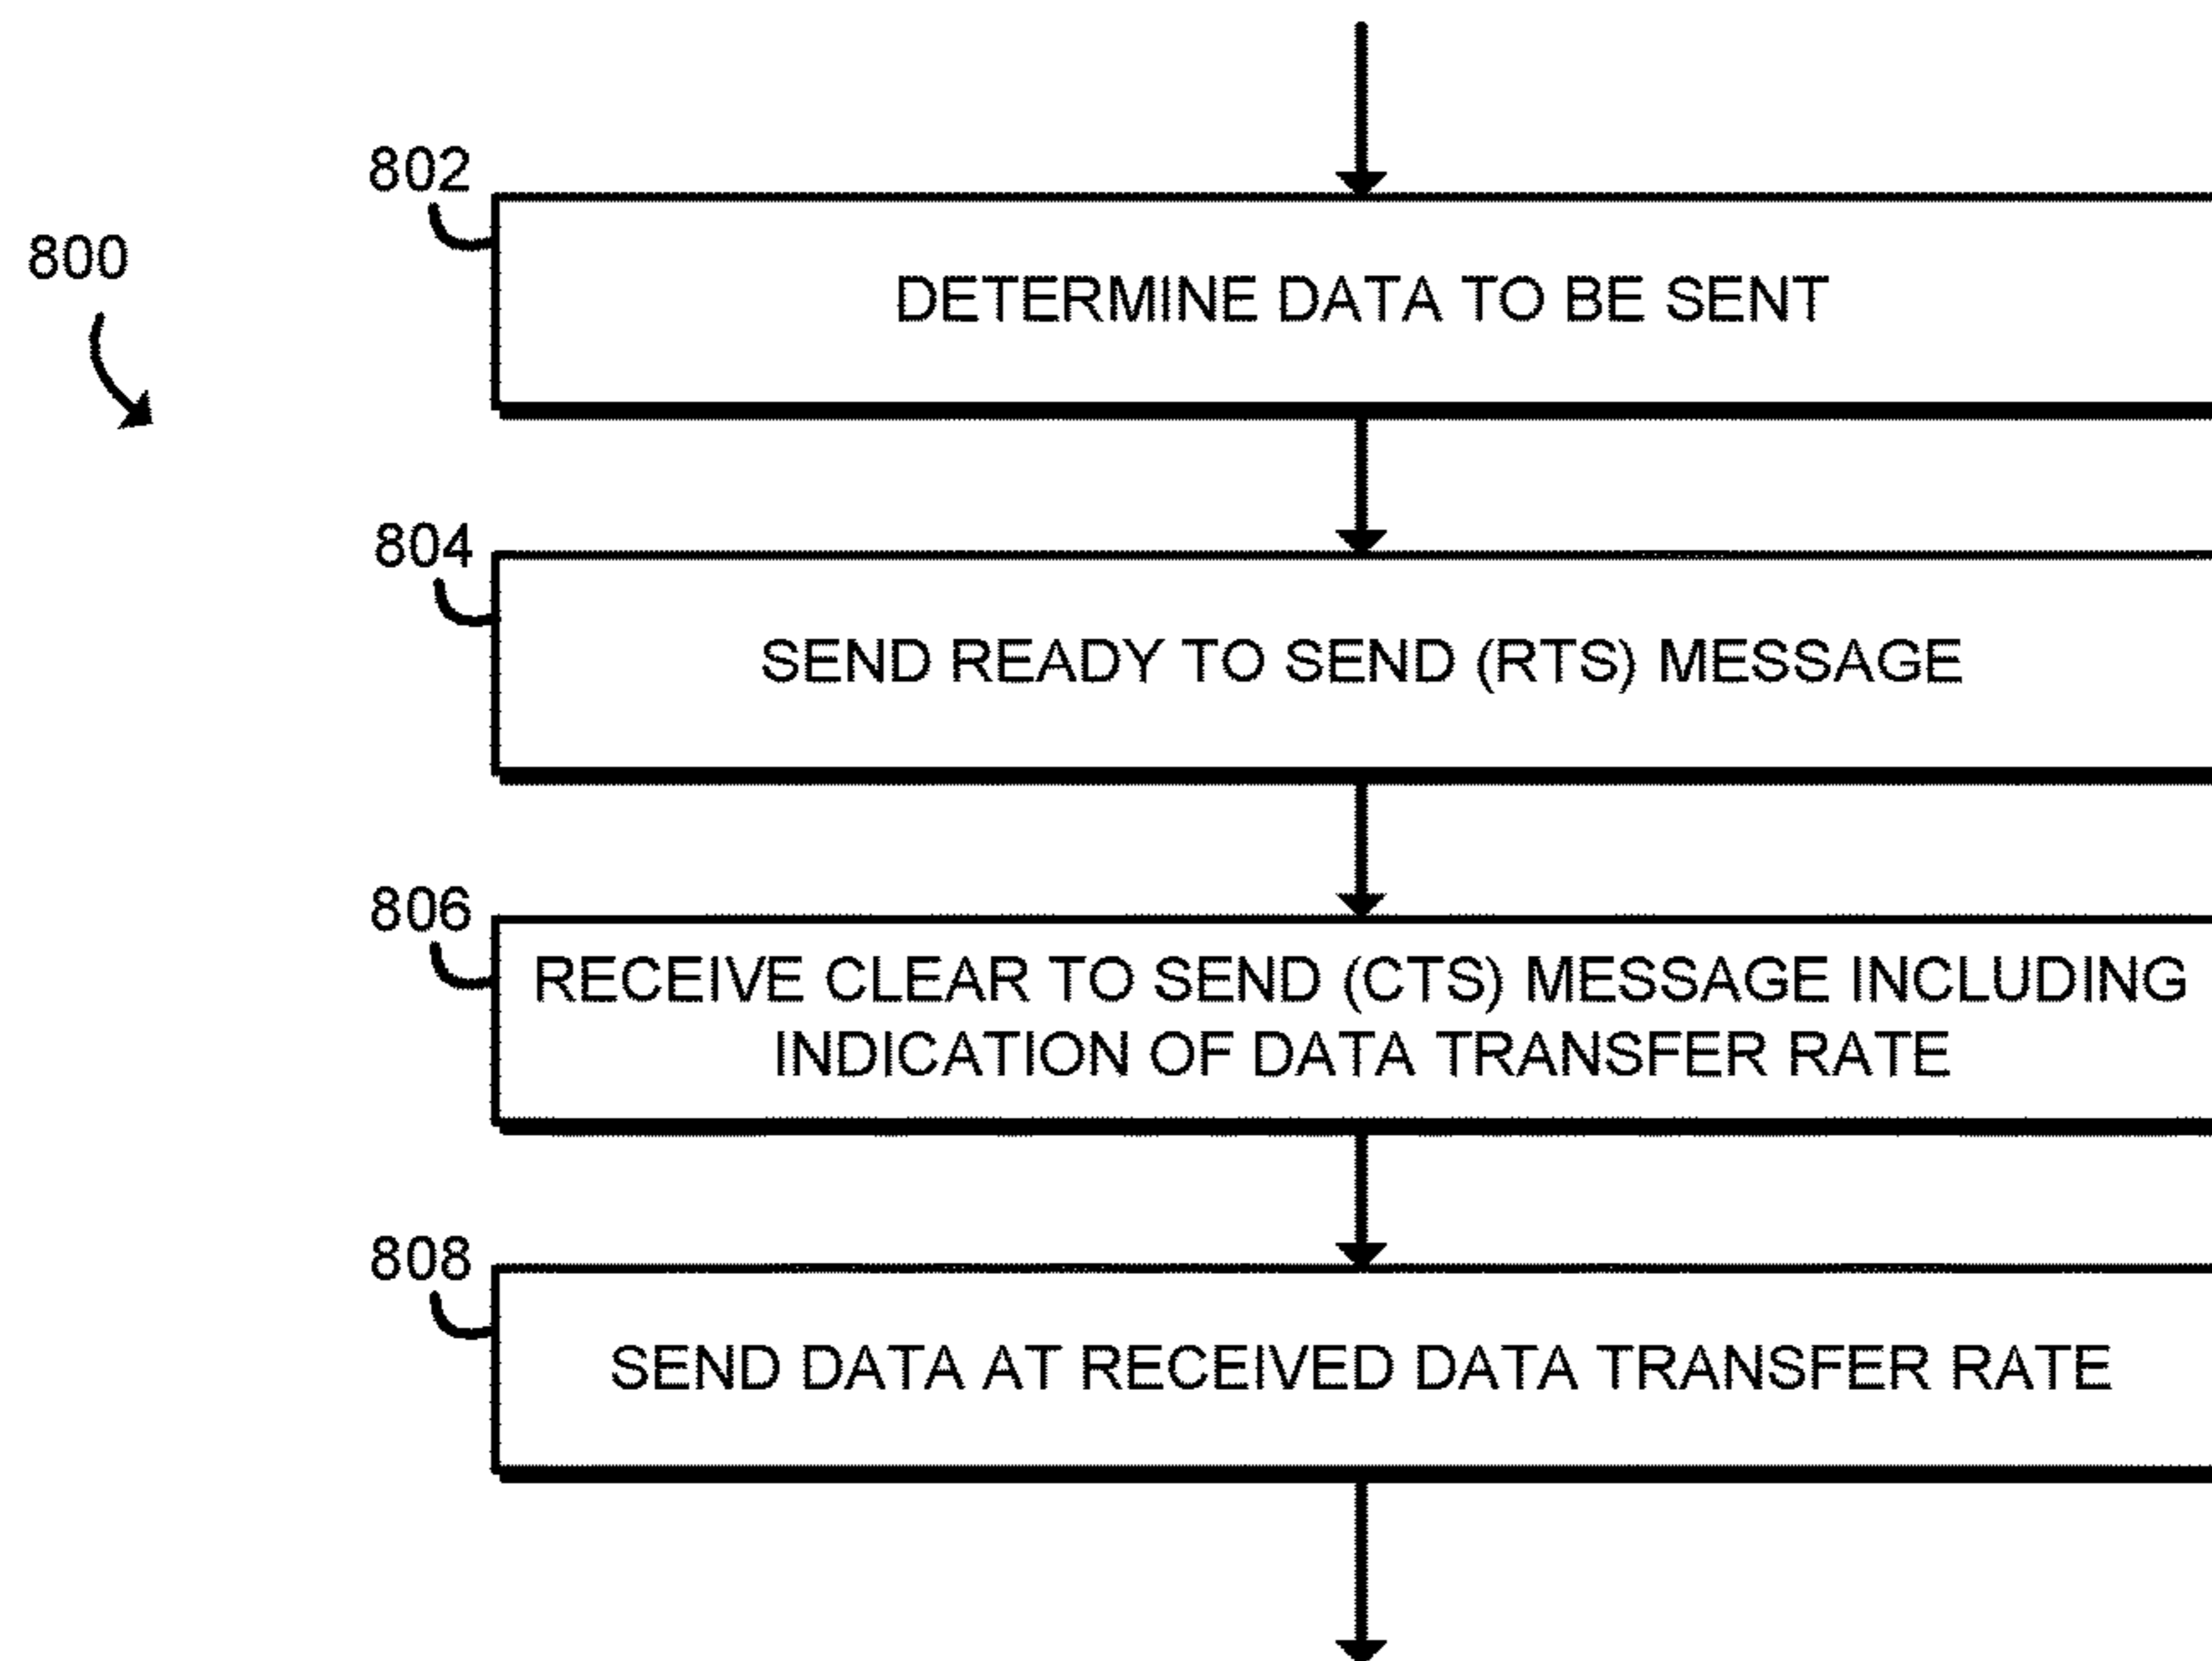 802
800
DETERMINE DATA TO BE SENT
804
SEND READY TO SEND (RTS) MESSAGE
806
RECEIVE CLEAR TO SEND (CTS) MESSAGE INCLUDING
INDICATION OF DATA TRANSFER RATE
808
SEND DATA AT RECEIVED DATA TRANSFER RATE